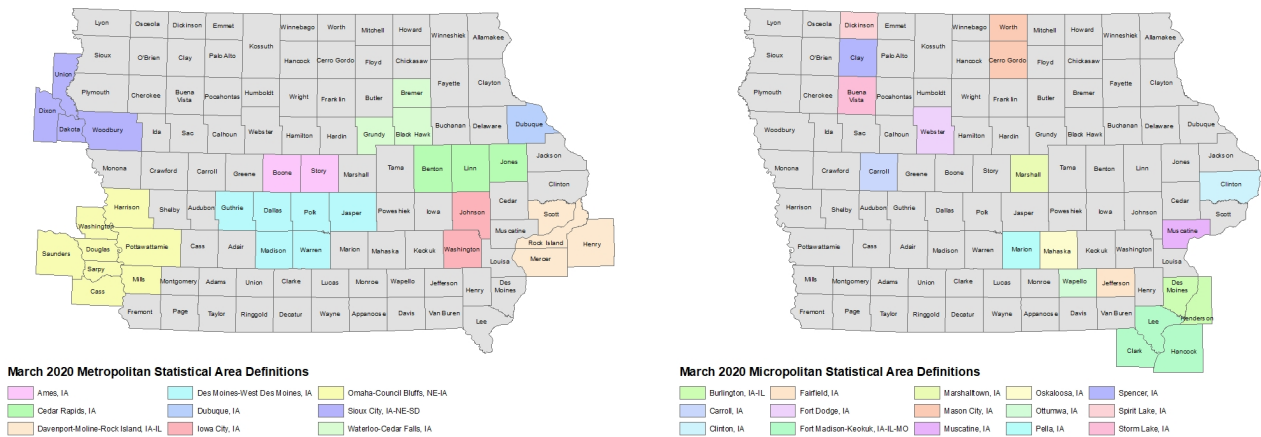 Lyon Osceola Dickinson Emmet Winnebago Worth Mitchell Howard Winneshiek Allamakee
Kossuth
Sioux O'Brien Clay Palo Alto Hancock Cerro Gordo Floyd Chickasaw
Union
Fayette Clayton
Plymouth Cherokee Buena Vista Pocahontas Humboldt Wright Franklin Butler Bremer
Dixon Dakota Woodbury Ida Sac Calhoun Webster Hamilton Hardin Grundy Black Hawk Buchanan Delaware Dubuque
Monona Crawford Carroll Greene Boone Story Marshall Tama Benton Linn Jones Jackson
Clinton
Harrison Shelby Audubon Guthrie Dallas Polk Jasper Poweshiek Iowa Johnson Cedar Scott
Washington
Muscatine
Saunders Douglas Pottawattamie Cass Adair Madison Warren Marion Mahaska Keokuk Washington Louisa Rock Island Henry
Mercer
Sarpy
Cass Mills Montgomery Adams Union Clarke Lucas Monroe Wapello Jefferson Henry Des Moines
Fremont Page Taylor Ringgold Decatur Wayne Appanoose Davis Van Buren Lee
March 2020 Metropolitan Statistical Area Definitions
Ames, IA
Cedar Rapids, IA
Davenport-Moline-Rock Island, IA-IL
Des Moines-West Des Moines, IA
Dubuque, IA
Iowa City, IA
Omaha-Council Bluffs, NE-IA
Sioux City, IA-NE-SD
Waterloo-Cedar Falls, IA
Lyon Osceola Dickinson Emmet Winnebago Worth Mitchell Howard Winneshiek Allamakee
Kossuth
Sioux O'Brien Clay Palo Alto Hancock Cerro Gordo Floyd Chickasaw
Fayette Clayton
Plymouth Cherokee Buena Vista Pocahontas Humboldt Wright Franklin Butler Bremer
Woodbury Ida Sac Calhoun Webster Hamilton Hardin Grundy Black Hawk Buchanan Delaware Dubuque
Monona Crawford Carroll Greene Boone Story Marshall Tama Benton Linn Jones Jackson
Clinton
Harrison Shelby Audubon Guthrie Dallas Polk Jasper Poweshiek Iowa Johnson Cedar Scott
Muscatine
Pottawattamie Cass Adair Madison Warren Marion Mahaska Keokuk Washington Louisa
Mills Montgomery Adams Union Clarke Lucas Monroe Wapello Jefferson Henry Des Moines
Henderson
Fremont Page Taylor Ringgold Decatur Wayne Appanoose Davis Van Buren Lee
Clark Hancock
March 2020 Micropolitan Statistical Area Definitions
Burlington, IA-IL
Carroll, IA
Clinton, IA
Fairfield, IA
Fort Dodge, IA
Fort Madison-Keokuk, IA-IL-MO
Marshalltown, IA
Mason City, IA
Muscatine, IA
Oskaloosa, IA
Ottumwa, IA
Pella, IA
Spencer, IA
Spirit Lake, IA
Storm Lake, IA